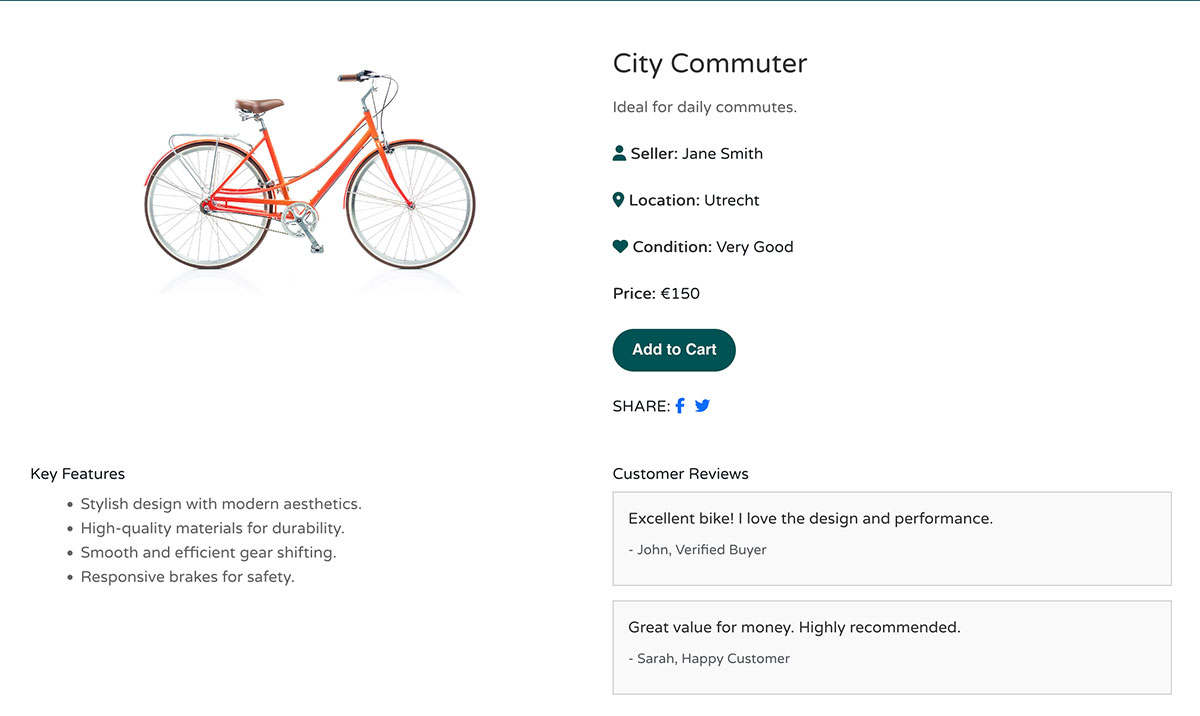 City Commuter
Ideal for daily commutes.
Seller: Jane Smith
Location: Utrecht
Condition: Very Good
Price: €150
Add to Cart
SHARE:
Key Features
Stylish design with modern aesthetics.
High-quality materials for durability.
Smooth and efficient gear shifting.
Responsive brakes for safety.
Customer Reviews
Excellent bike! I love the design and performance.
- John, Verified Buyer
Great value for money. Highly recommended.
- Sarah, Happy Customer